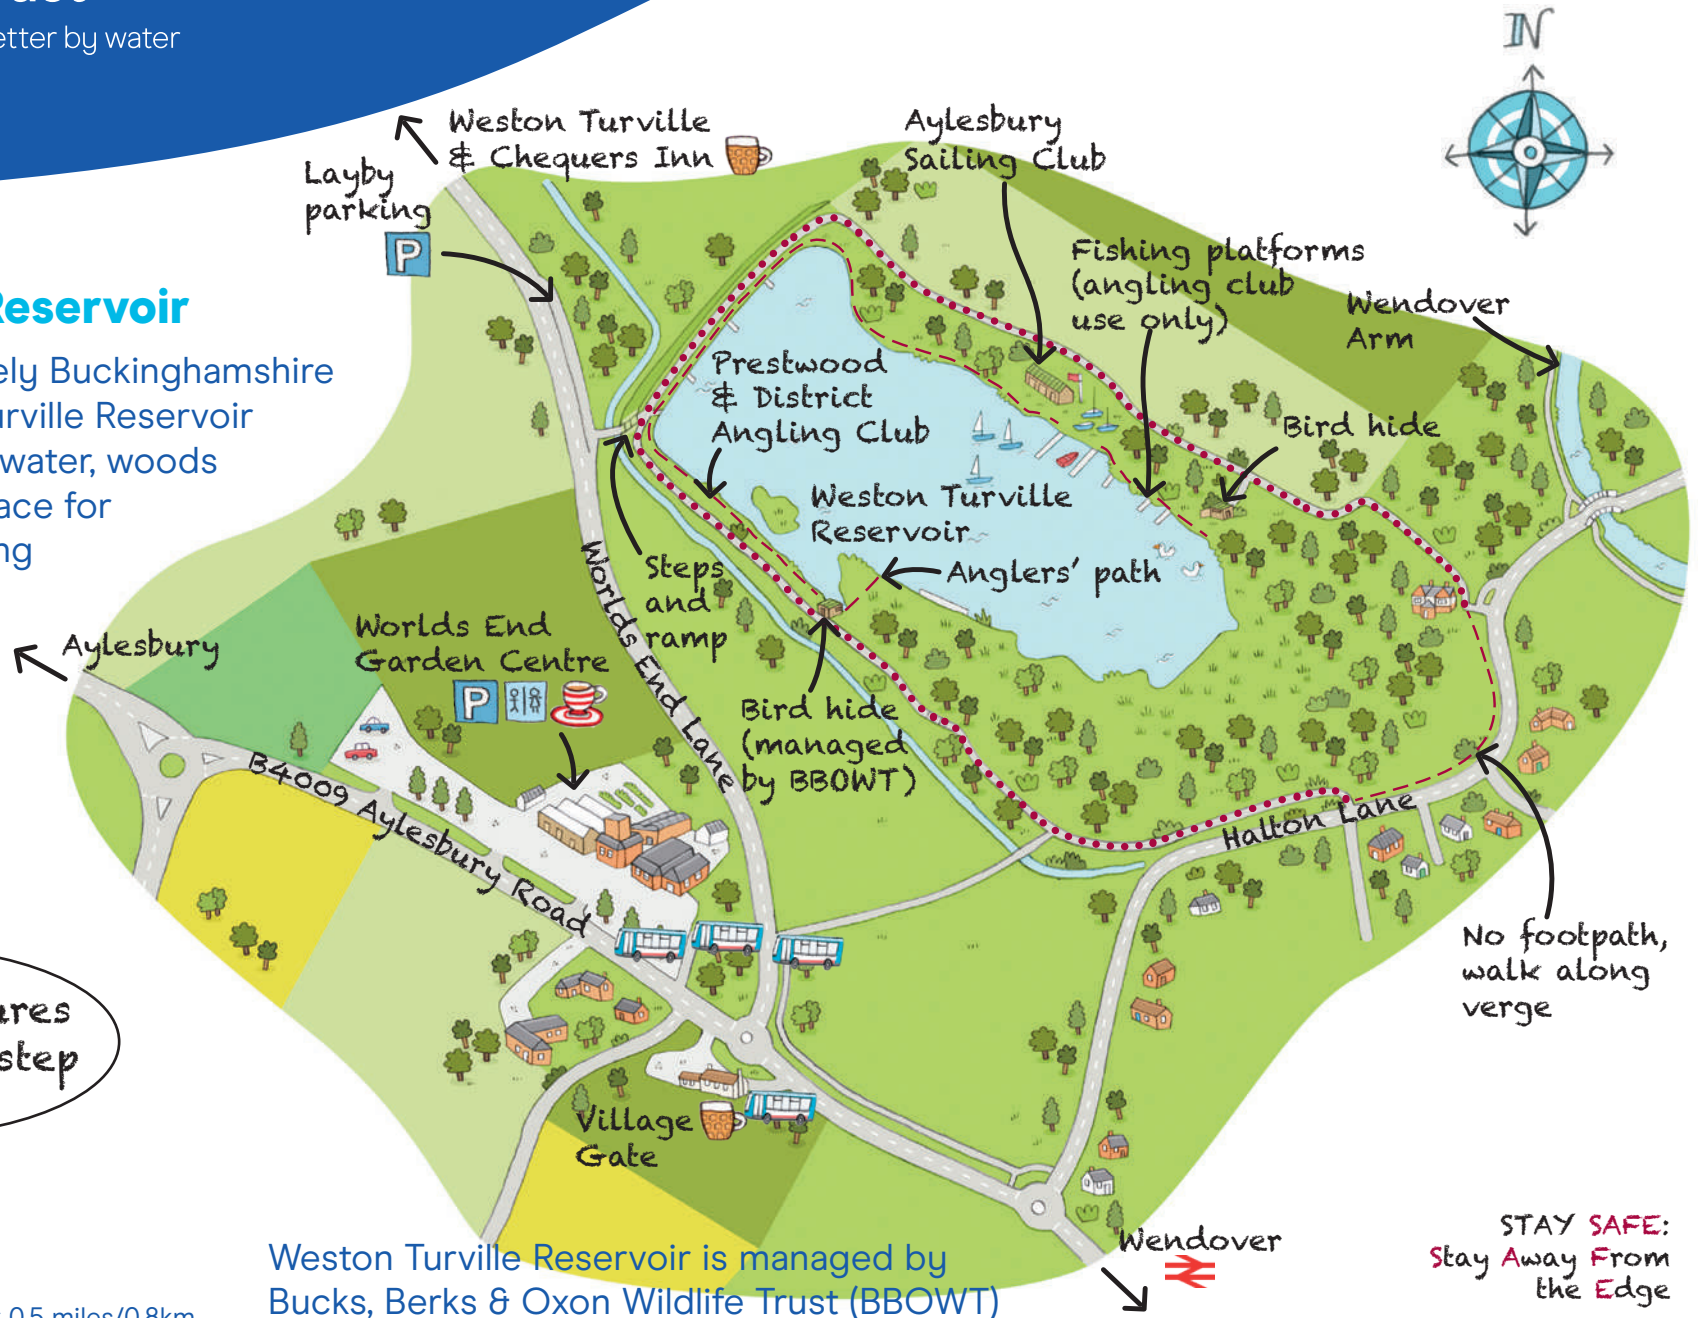 etter by water
N
Weston Turville
& Chequers Inn
Aylesbury
Sailing Club
Layby
parking
P
Fishing platforms
(angling club
use only)
Wendover
Arm
Reservoir
ely Buckinghamshire
urville Reservoir
water, woods
ace for
ng
Prestwood
& District
Angling Club
Bird hide
Weston Turville
Reservoir
Anglers' path
Steps
and
ramp
Worlds End Lane
Aylesbury
Worlds End
Garden Centre
P
Bird hide
(managed
by BBOWT)
B4009 Aylesbury Road
Halton Lane
No footpath,
walk along
verge
ures
step
Village
Gate
Wendover
STAY SAFE:
Stay Away From
the Edge
Weston Turville Reservoir is managed by
Bucks, Berks & Oxon Wildlife Trust (BBOWT)
0.5 miles/0.8km